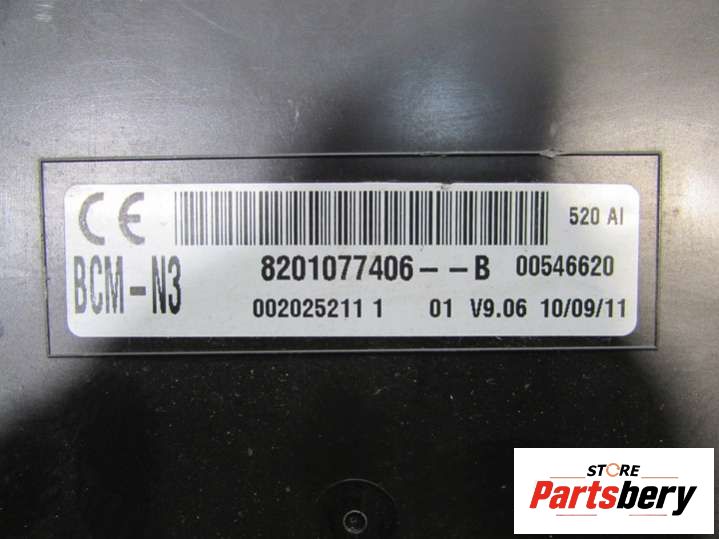 CE 520 AI
BCM-N3 8201077406--B 00546620
002025211 1 01 V9.06 10/09/11
STORE
Partsbery